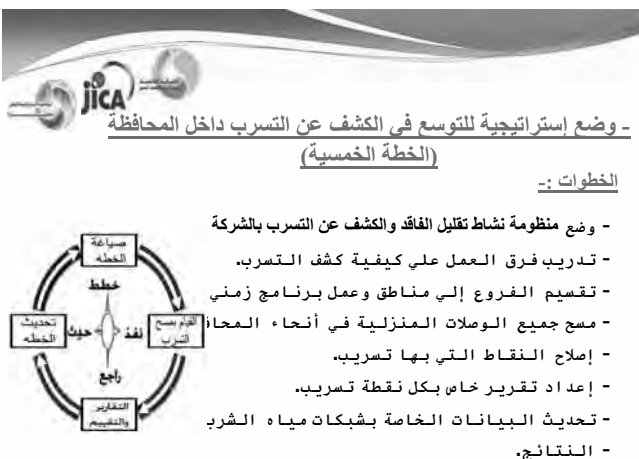 jICA
- وضع إستراتيجية للتوسع في الكشف عن التسرب داخل المحافظة
(الخطة الخمسية)
الخطوات :-
- وضع منظومة نشاط تقليل الفاقد والكشف عن التسرب بالشركة
- تدريب فرق العمل علي كيفية كشف التسرب.
- تقسيم الفروع إلي مناطق وعمل برنامج زمني
- مسح جميع الوصلات المنزلية في أنحاء المحاف
- إصلاح النقاط التي بها تسريب.
- إعداد تقرير خاص بكل نقطة تسريب.
- تحديث البيانات الخاصة بشبكات مياه الشرب
- النتائج.
صياغة
الخطه
خطط
القيام بمسح
التسرب
نفذ
حيث
تحديث
الخطه
راجع
التقارير
والتقييم